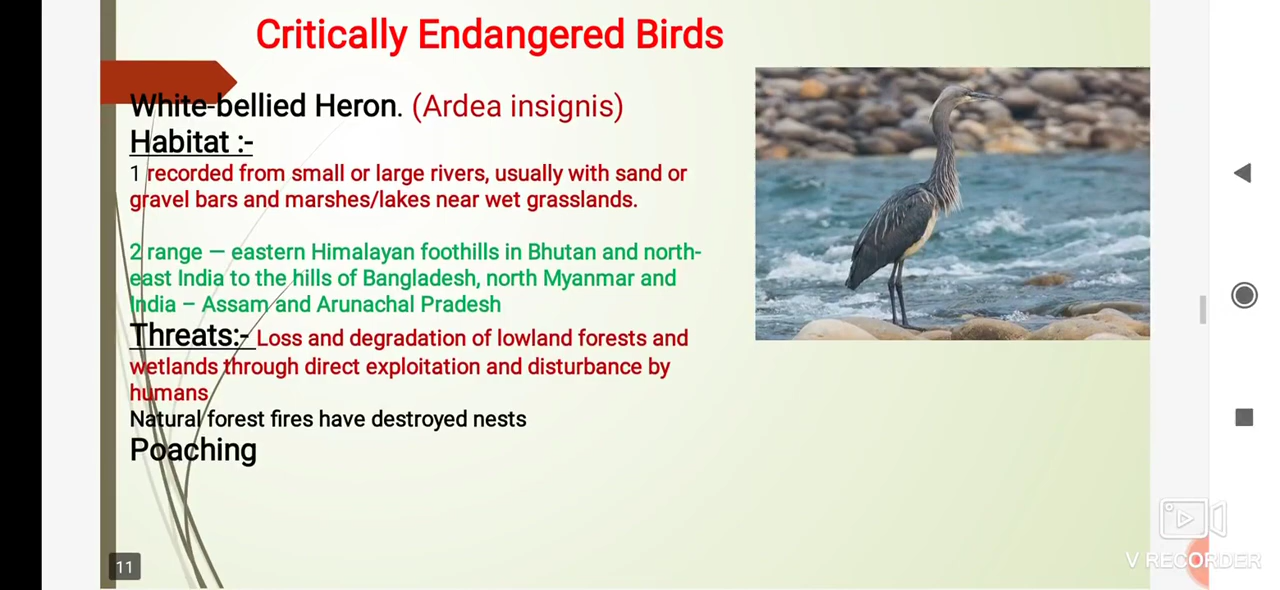 Critically Endangered Birds
White-bellied Heron. (Ardea insignis)
Habitat :-
1 recorded from small or large rivers, usually with sand or
gravel bars and marshes/lakes near wet grasslands.
2 range — eastern Himalayan foothills in Bhutan and north-
east India to the hills of Bangladesh, north Myanmar and
India – Assam and Arunachal Pradesh
Threats:- Loss and degradation of lowland forests and
wetlands through direct exploitation and disturbance by
humans
Natural forest fires have destroyed nests
Poaching
11
V RECORDER